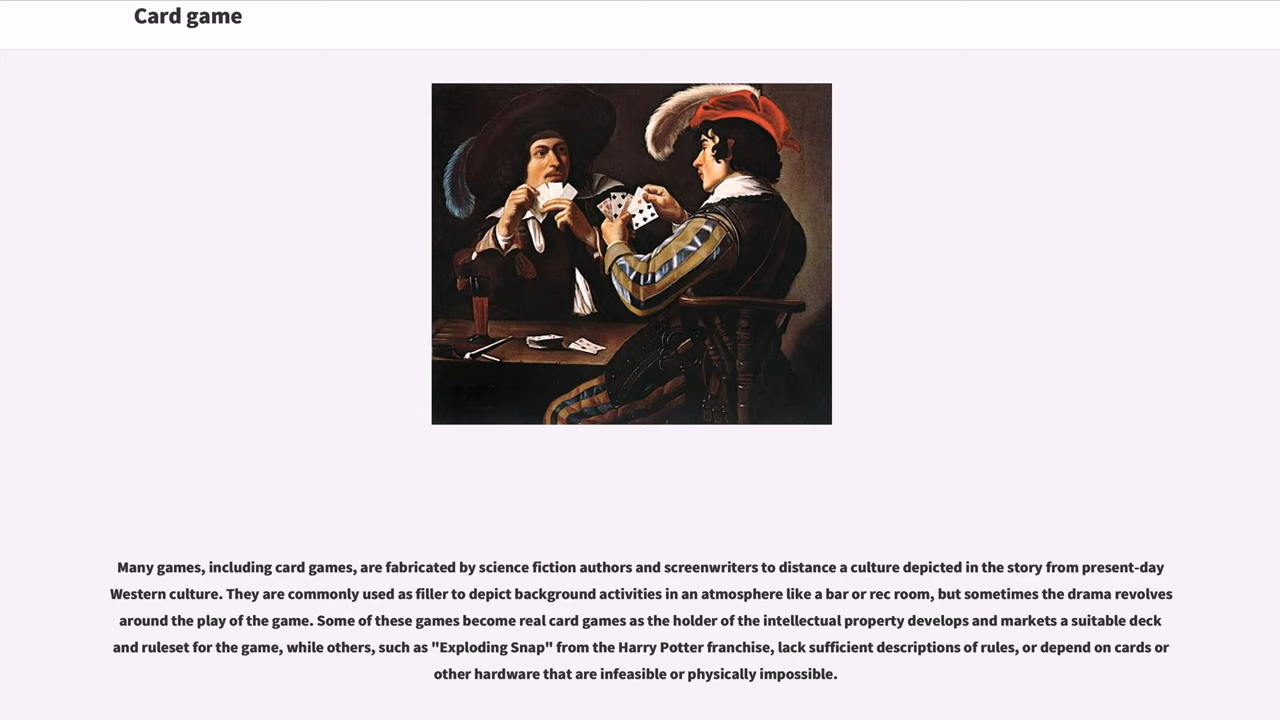 Card game
Many games, including card games, are fabricated by science fiction authors and screenwriters to distance a culture depicted in the story from present-day
Western culture. They are commonly used as filler to depict background activities in an atmosphere like a bar or rec room, but sometimes the drama revolves
around the play of the game. Some of these games become real card games as the holder of the intellectual property develops and markets a suitable deck
and ruleset for the game, while others, such as "Exploding Snap" from the Harry Potter franchise, lack sufficient descriptions of rules, or depend on cards or
other hardware that are infeasible or physically impossible.